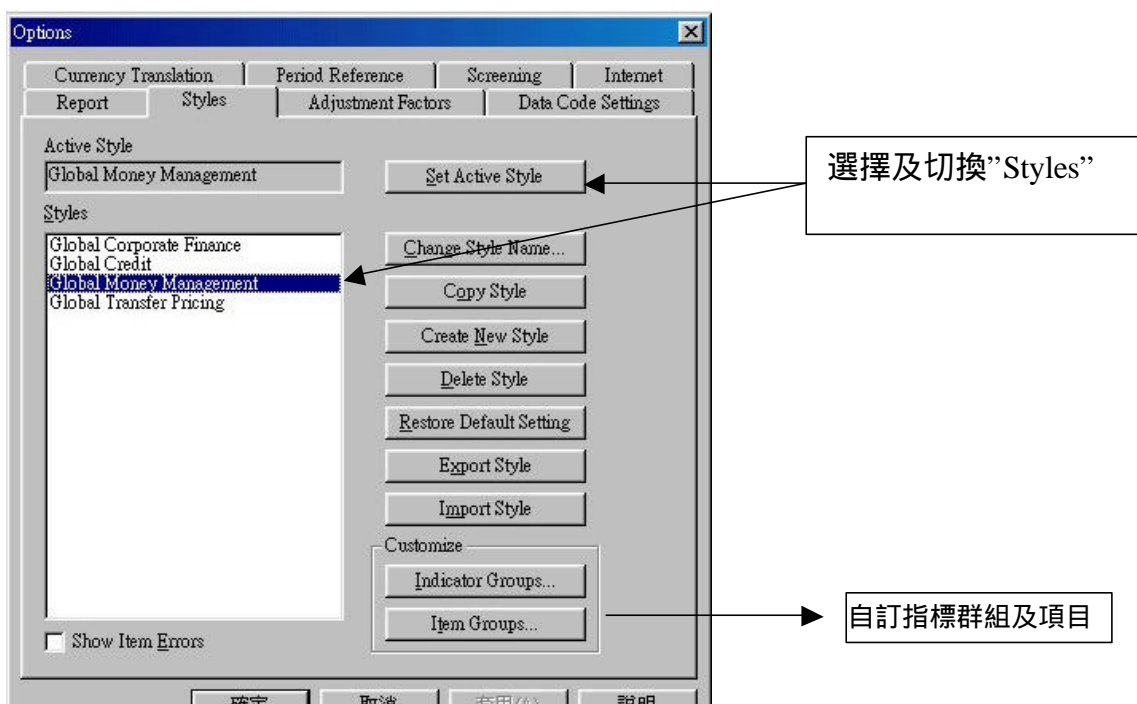 Options
Currency Translation
Period Reference
Screening
Internet
Report
Styles
Adjustment Factors
Data Code Settings
Active Style
Global Money Management
Set Active Style
選擇及切換”Styles”
Styles
Global Corporate Finance
Global Credit
Global Money Management
Global Transfer Pricing
Change Style Name...
Copy Style
Create New Style
Delete Style
Restore Default Setting
Export Style
Import Style
Customize
Indicator Groups...
Item Groups...
自訂指標群組及項目
Show Item Errors
確定
取消
說明